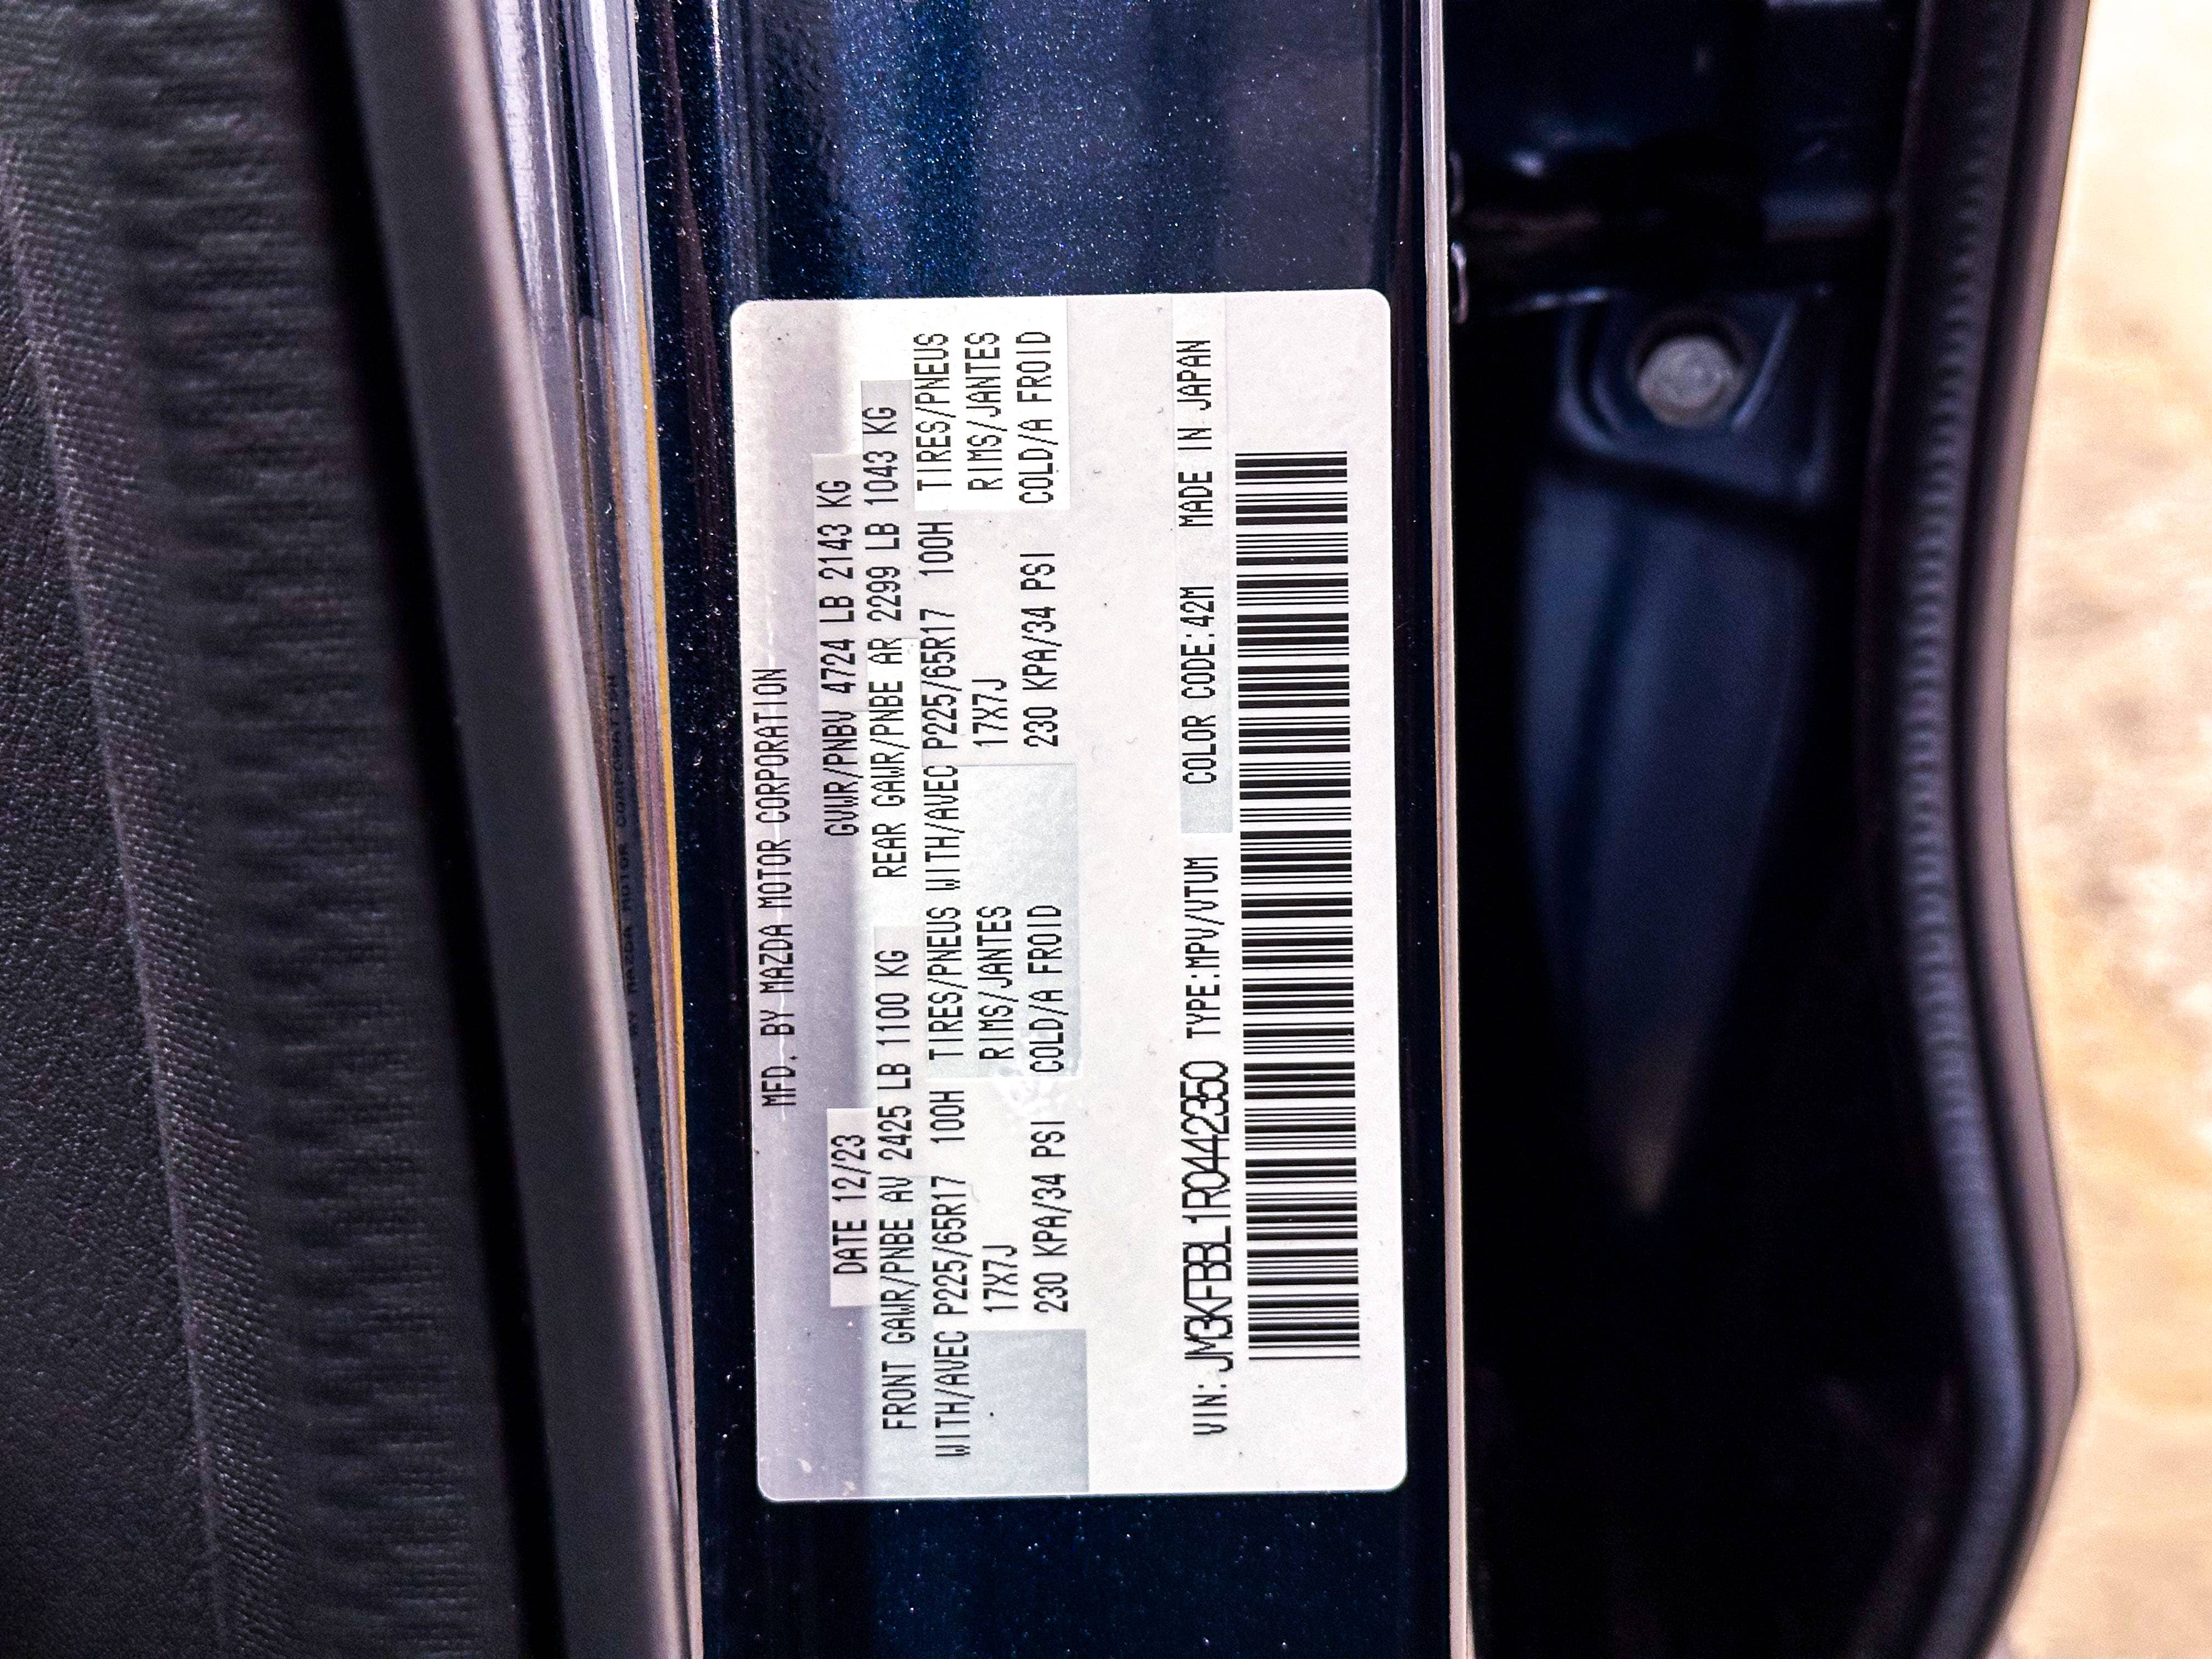 MFD. BY MAZDA MOTOR CORPORATION
DATE 12/23 GVWR/PNBV 4724 LB 2143 KG
FRONT GAWR/PNBE AV 2425 LB 1100 KG REAR GAWR/PNBE AR 2299 LB 1043 KG
WITH/AVEC P225/65R17 100H TIRES/PNEUS WITH/AVEC P225/65R17 100H TIRES/PNEUS
17X7J RIMS/JANTES 17X7J RIMS/JANTES
230 KPA/34 PSI COLD/A FROID 230 KPA/34 PSI COLD/A FROID
VIN: JM3KFBBL1R0442350 TYPE:MPV/VTUM COLOR CODE:42M MADE IN JAPAN